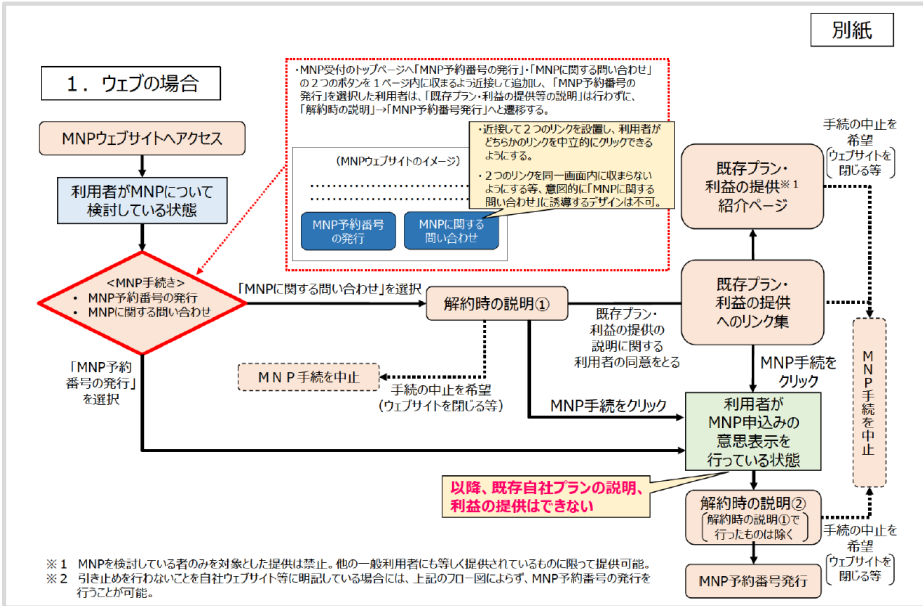 別紙
1．ウェブの場合
・MNP受付のトップページへ「MNP予約番号の発行」・「MNPに関する問い合わせ」
の２つのボタンを１ページ内に収まるよう近接して追加し、「MNP予約番号の
発行」を選択した利用者は、「既存プラン・利益の提供等の説明」は行わずに、
「解約時の説明」→「MNP予約番号発行」へと遷移する。
・近接して２つのリンクを設置し、利用者が
どちらかのリンクを中立的にクリックできる
ようにする。
・２つのリンクを同一画面内に収まらない
ようにする等、意図的に「MNPに関する
問い合わせ」に誘導するデザインは不可。
（MNPウェブサイトのイメージ）
MNP予約番号
の発行
MNPに関する
問い合わせ
MNPウェブサイトへアクセス
利用者がMNPについて
検討している状態
<MNP手続き>
• MNP予約番号の発行
• MNPに関する問い合わせ
「MNPに関する問い合わせ」を選択
「MNP予約
番号の発行」
を選択
解約時の説明①
MNP手続を中止
手続の中止を希望
（ウェブサイトを閉じる等）
既存プラン・
利益の提供の
説明に関する
利用者の同意をとる
MNP手続をクリック
既存プラン・
利益の提供※1
紹介ページ
既存プラン・
利益の提供
へのリンク集
手続の中止を
希望
ウェブサイトを
閉じる等
MNP手続を
クリック
MNP手続を中止
利用者が
MNP申込みの
意思表示を
行っている状態
以降、既存自社プランの説明、
利益の提供はできない
解約時の説明②
解約時の説明①で
行ったものは除く
手続の中止を
希望
ウェブサイトを
閉じる等
MNP予約番号発行
※1 MNPを検討している者のみを対象とした提供は禁止。他の一般利用者にも等しく提供されているものに限って提供可能。
※2 引き止めを行わないことを自社ウェブサイト等に明記している場合には、上記のフロー図によらず、MNP予約番号の発行を
行うことが可能。